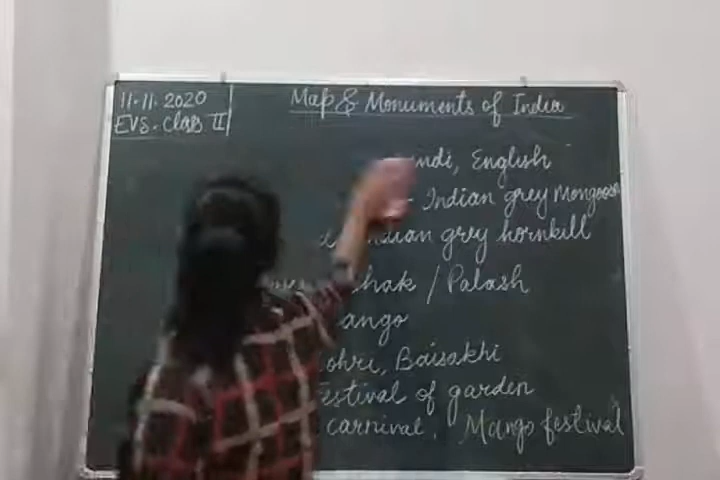 11.11.2020
EVS. Class II
Map & Monuments of India
ndi, English
- Indian grey Mongoose
Indian grey hornkill
hak / Palash
ango
ohri, Baisakhi
estival of garden
carnival, Mango festival